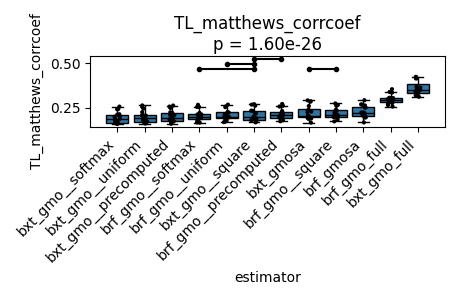 TL_matthews_corrcoef
p = 1.60e-26
TL_matthews_corrcoef
0.50
0.25
bxt_gmo__softmax
bxt_gmo__uniform
bxt_gmo__precomputed
brf_gmo__softmax
brf_gmo__uniform
bxt_gmo__square
brf_gmo__precomputed
bxt_gmosa
brf_gmo__square
brf_gmosa
brf_gmo_full
bxt_gmo_full
estimator